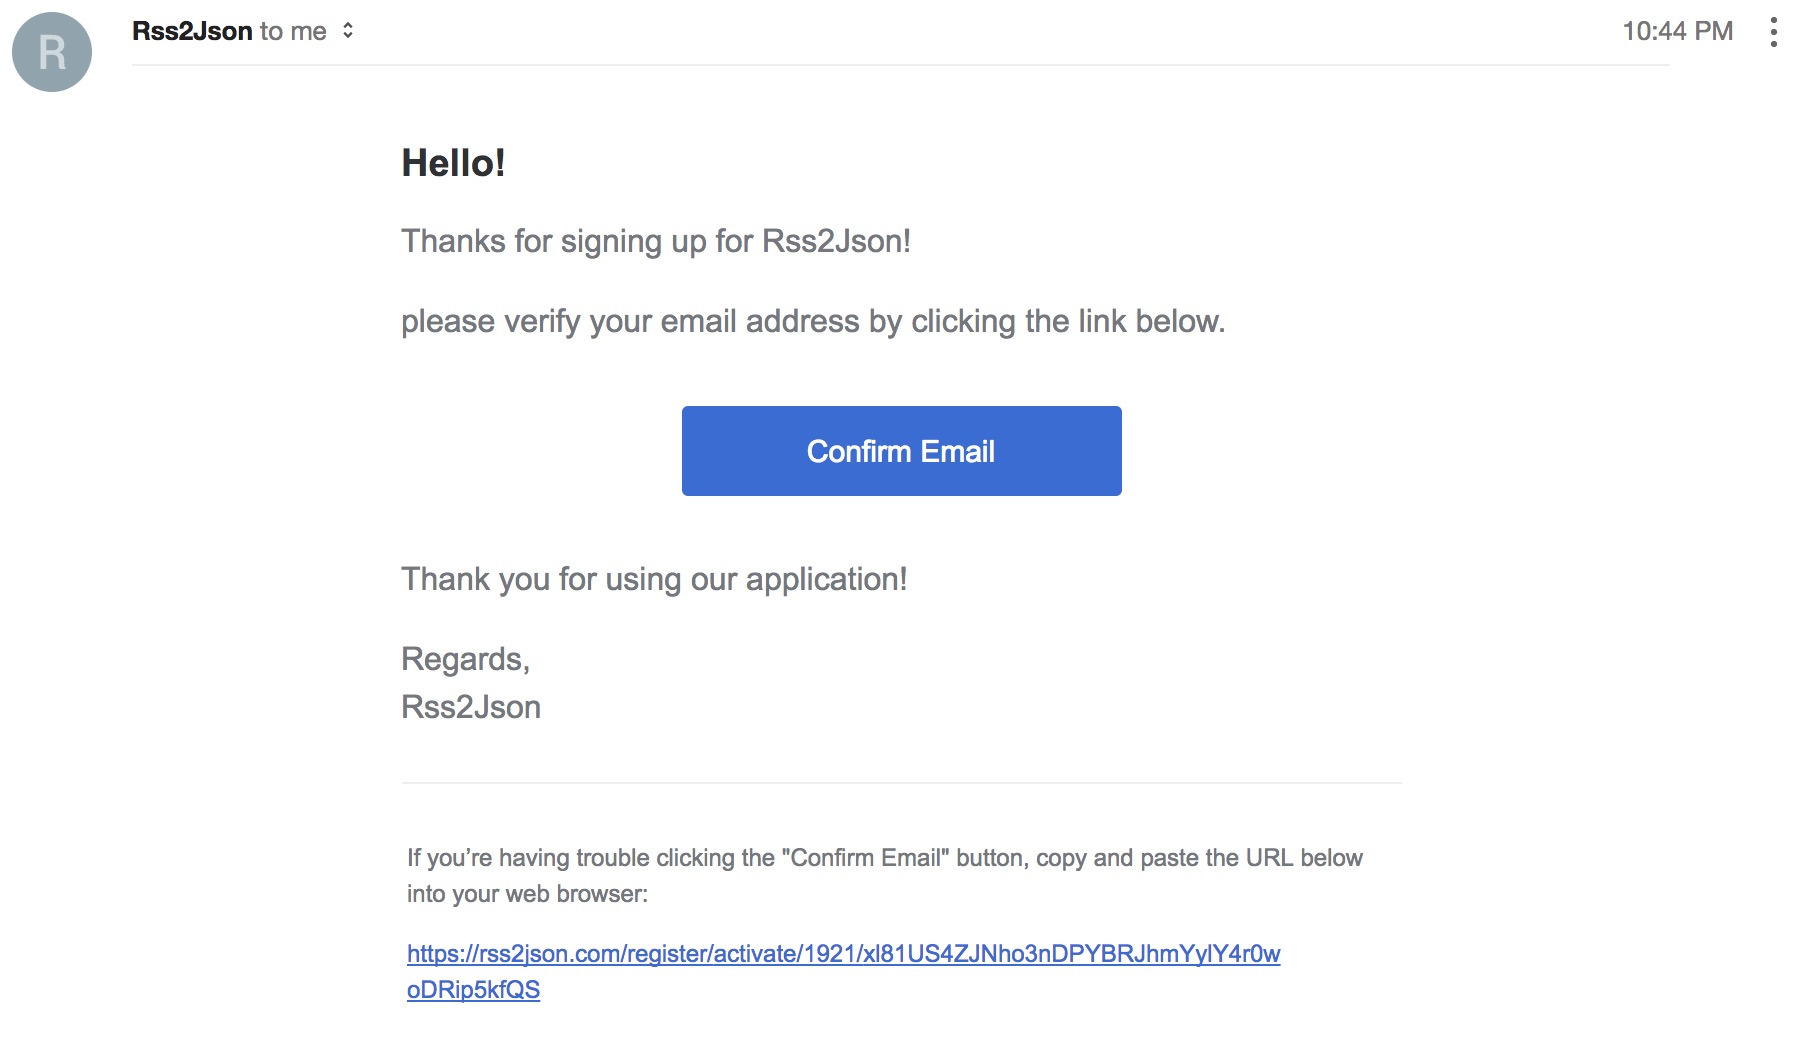 R
Rss2Json to me
10:44 PM
Hello!
Thanks for signing up for Rss2Json!
please verify your email address by clicking the link below.
Confirm Email
Thank you for using our application!
Regards,
Rss2Json
If you’re having trouble clicking the "Confirm Email" button, copy and paste the URL below
into your web browser:
https://rss2json.com/register/activate/1921/xl81US4ZJNho3nDPYBRJhmYylY4r0w
oDRip5kfQS